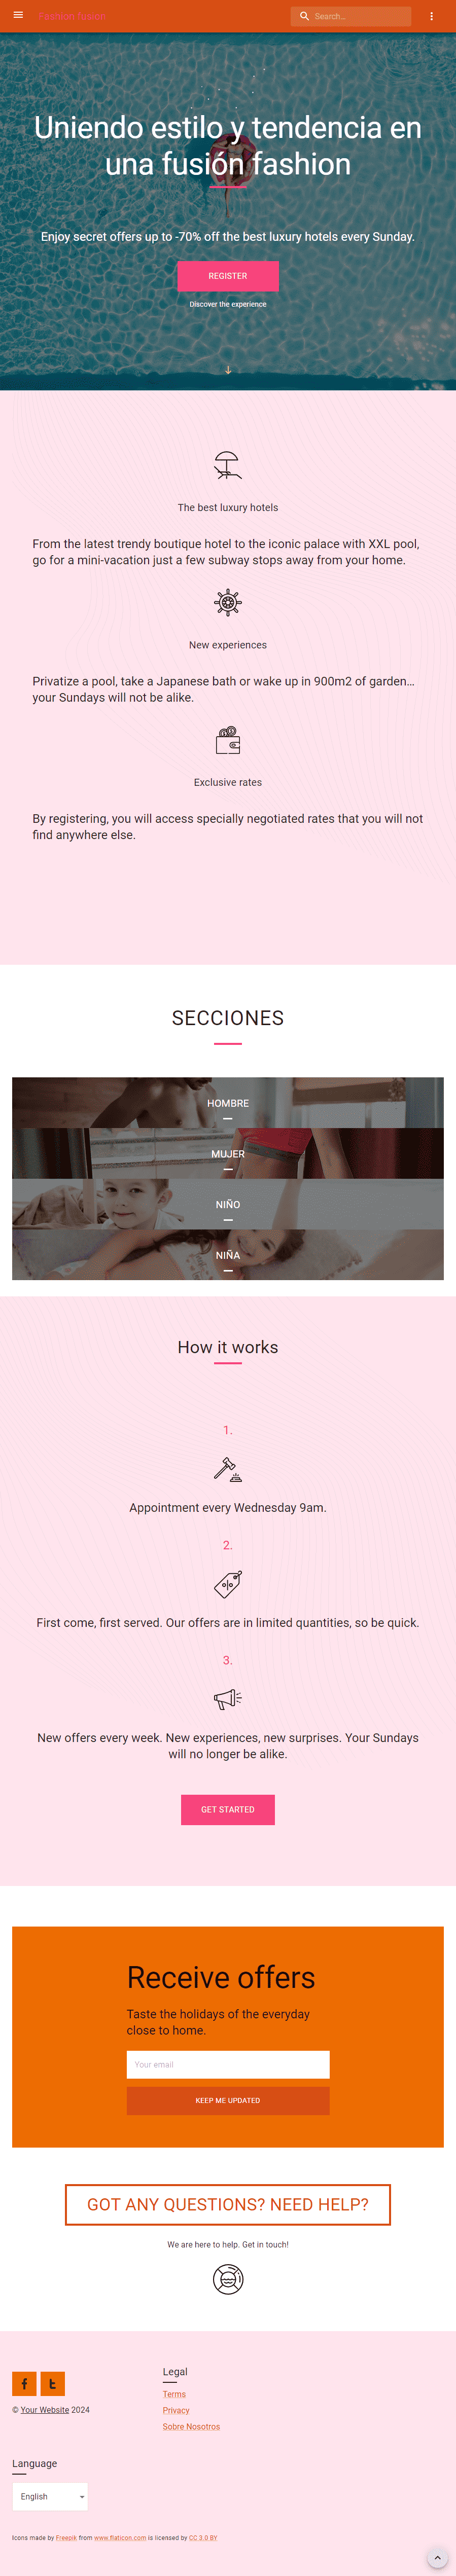 Fashion fusion
Search...
Uniendo estilo y tendencia en
una fusión fashion
Enjoy secret offers up to -70% off the best luxury hotels every Sunday.
REGISTER
Discover the experience
The best luxury hotels
From the latest trendy boutique hotel to the iconic palace with XXL pool,
go for a mini-vacation just a few subway stops away from your home.
New experiences
Privatize a pool, take a Japanese bath or wake up in 900m2 of garden…
your Sundays will not be alike.
Exclusive rates
By registering, you will access specially negotiated rates that you will not
find anywhere else.
SECCIONES
HOMBRE
MUJER
NIÑO
NIÑA
How it works
1.
Appointment every Wednesday 9am.
2.
First come, first served. Our offers are in limited quantities, so be quick.
3.
New offers every week. New experiences, new surprises. Your Sundays
will no longer be alike.
GET STARTED
Receive offers
Taste the holidays of the everyday
close to home.
Your email
KEEP ME UPDATED
GOT ANY QUESTIONS? NEED HELP?
We are here to help. Get in touch!
© Your Website 2024
Legal
Terms
Privacy
Sobre Nosotros
Language
English
Icons made by Freepik from www.flaticon.com is licensed by CC 3.0 BY